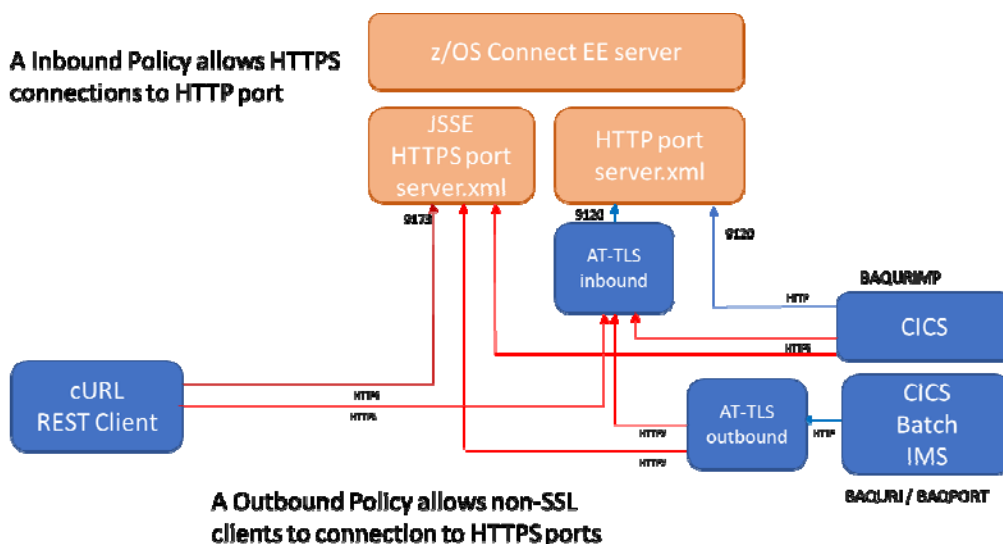 A Inbound Policy allows HTTPS
connections to HTTP port
z/OS Connect EE server
JSSE
HTTPS port
server.xml
HTTP port
server.xml
9173
9120
9120
AT-TLS
inbound
BAQURIMP
HTTP
CICS
HTTPS
cURL
REST Client
HTTPS
HTTPS
AT-TLS
outbound
HTTP
CICS
Batch
IMS
HTTPS
HTTPS
BAQURI / BAQPORT
A Outbound Policy allows non-SSL
clients to connection to HTTPS ports